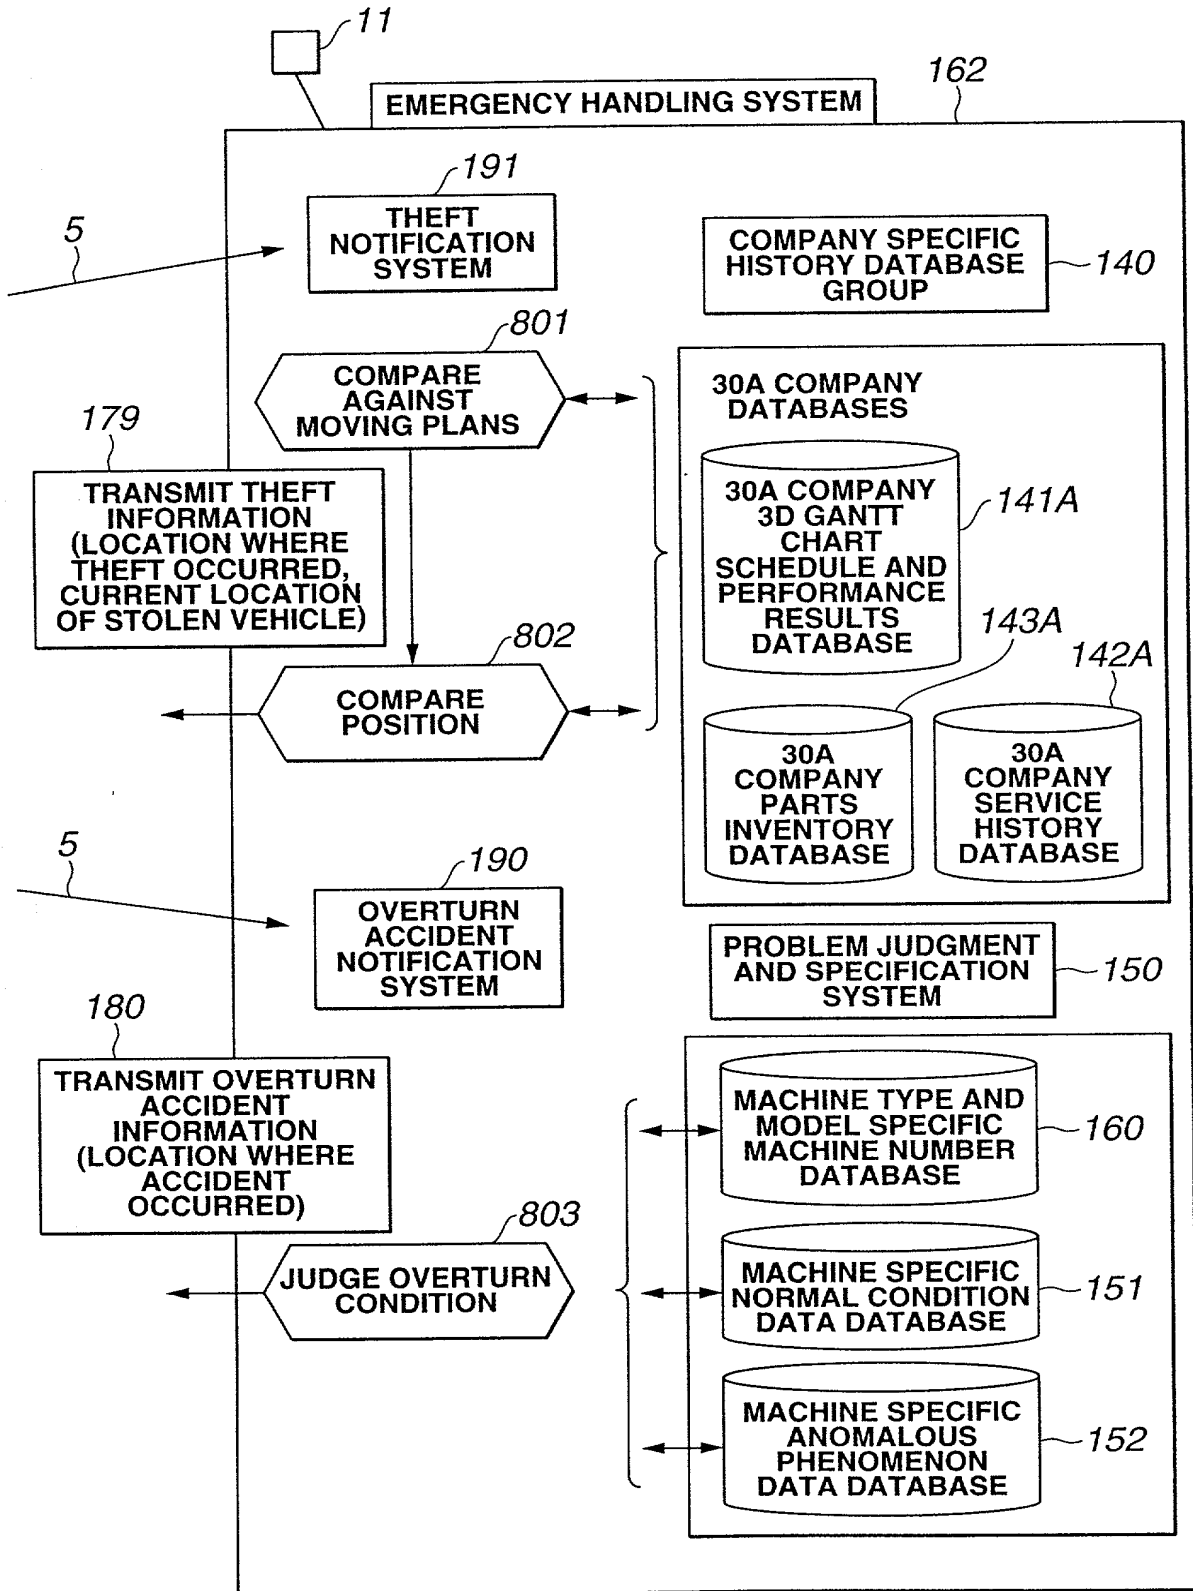 11
162
EMERGENCY HANDLING SYSTEM
191
5
THEFT
NOTIFICATION
SYSTEM
COMPANY SPECIFIC
HISTORY DATABASE
GROUP
140
801
COMPARE
AGAINST
MOVING PLANS
30A COMPANY
DATABASES
179
TRANSMIT THEFT
INFORMATION
(LOCATION WHERE
THEFT OCCURRED,
CURRENT LOCATION
OF STOLEN VEHICLE)
30A COMPANY
3D GANTT
CHART
SCHEDULE AND
PERFORMANCE
RESULTS
DATABASE
141A
802
COMPARE
POSITION
143A
142A
30A
COMPANY
PARTS
INVENTORY
DATABASE
30A
COMPANY
SERVICE
HISTORY
DATABASE
5
190
OVERTURN
ACCIDENT
NOTIFICATION
SYSTEM
PROBLEM JUDGMENT
AND SPECIFICATION
SYSTEM
150
180
TRANSMIT OVERTURN
ACCIDENT
INFORMATION
(LOCATION WHERE
ACCIDENT
OCCURRED)
MACHINE TYPE AND
MODEL SPECIFIC
MACHINE NUMBER
DATABASE
160
803
JUDGE OVERTURN
CONDITION
MACHINE SPECIFIC
NORMAL CONDITION
DATA DATABASE
151
MACHINE SPECIFIC
ANOMALOUS
PHENOMENON
DATA DATABASE
152